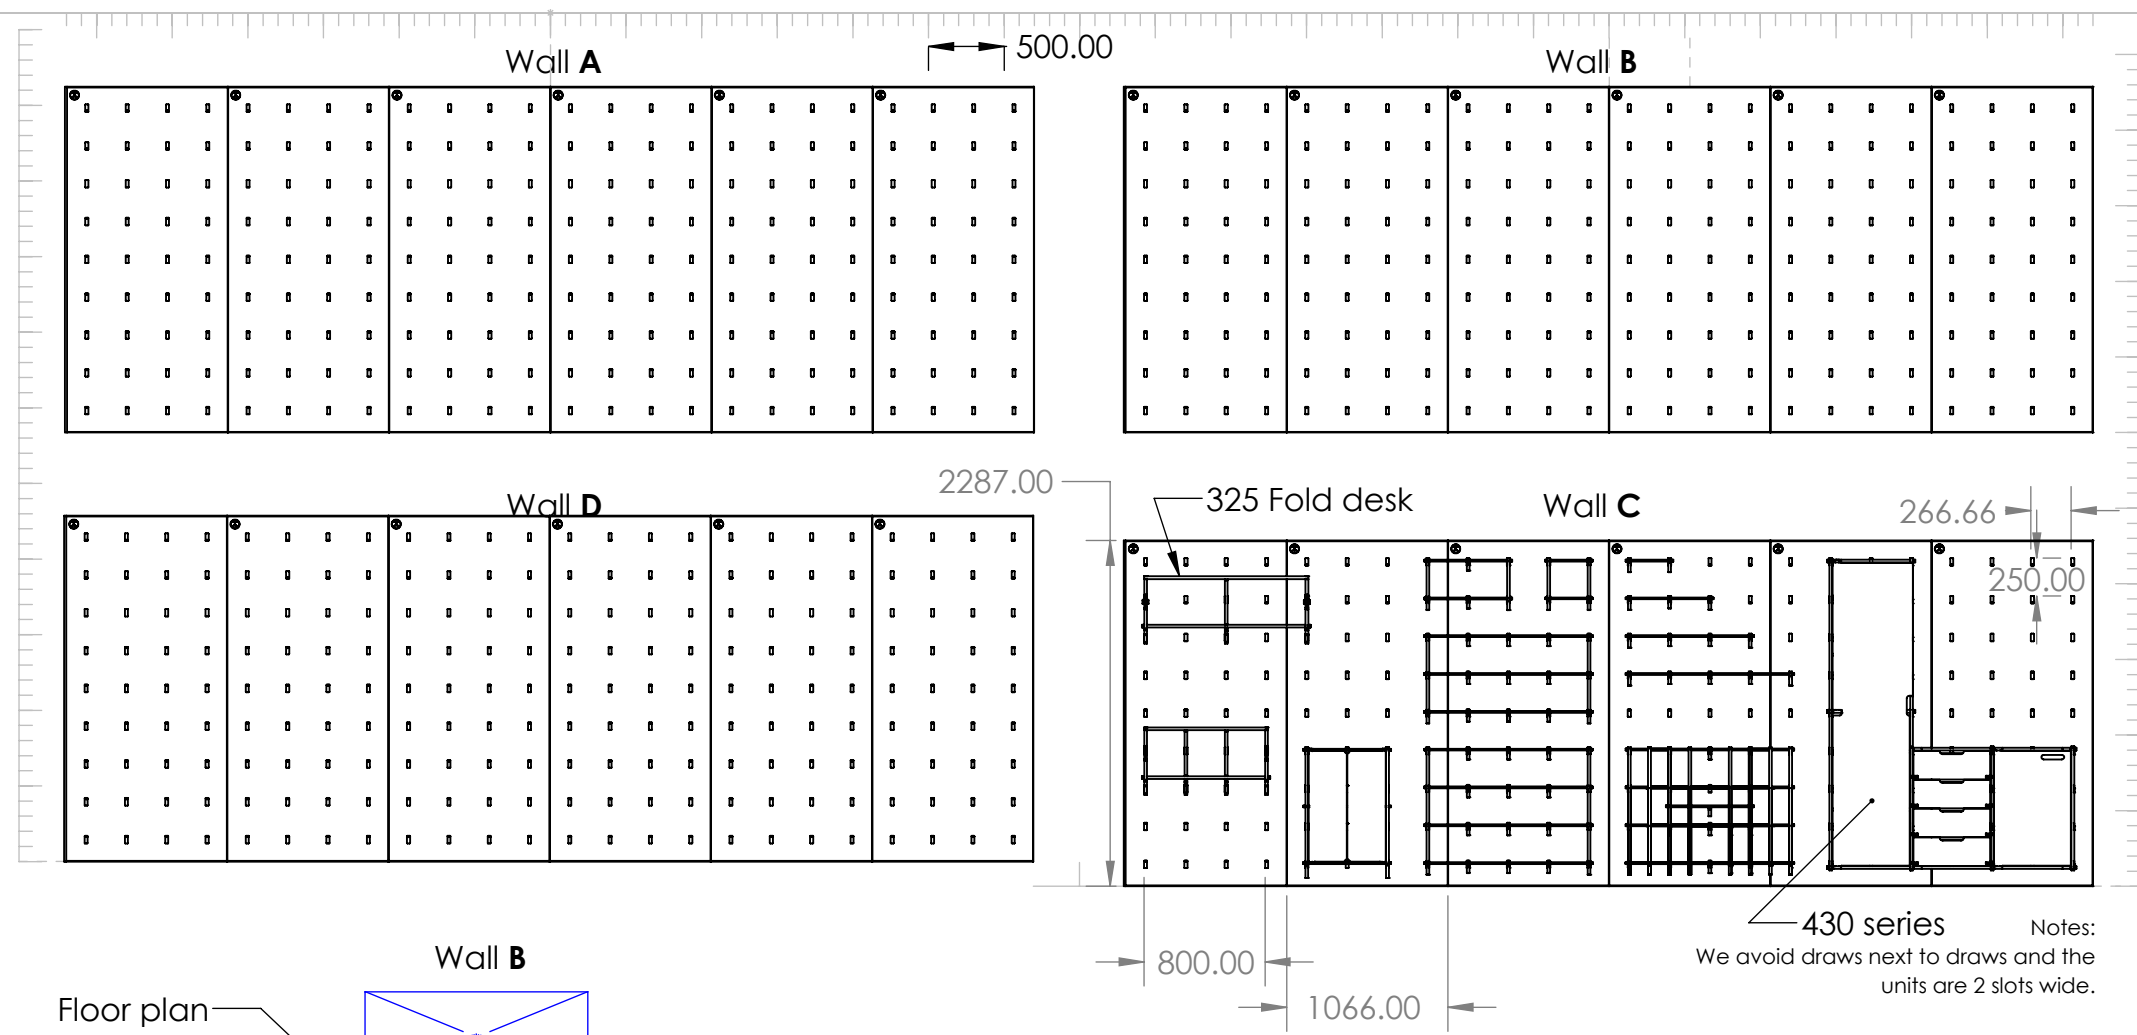 Wall A
500.00
Wall B
Wall D
2287.00
325 Fold desk
Wall C
266.66
250.00
430 series
Notes:
We avoid draws next to draws and the
units are 2 slots wide.
800.00
1066.00
Wall B
Floor plan